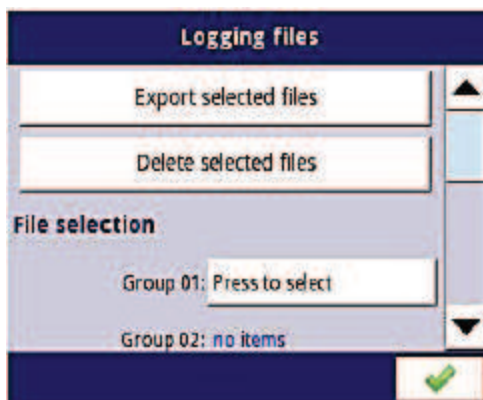 Logging files
Export selected files
Delete selected files
File selection
Group 01: Press to select
Group 02: no items